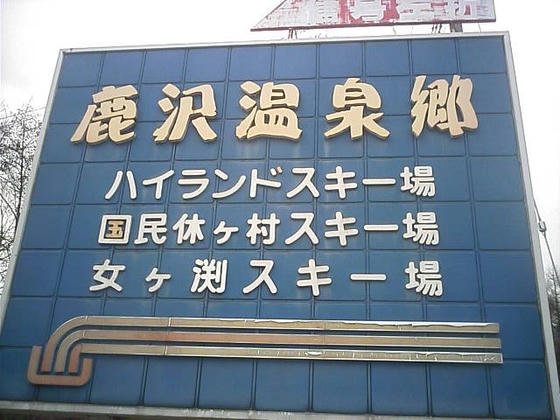 鹿沢温泉郷
ハイランドスキー場
国民休ヶ村スキー場
女ヶ渕スキー場